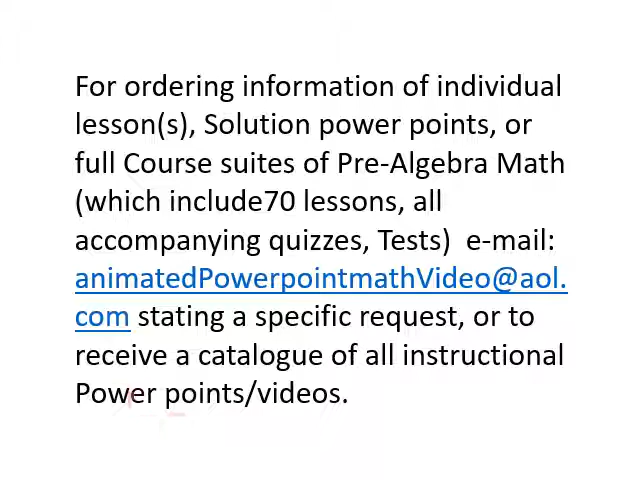 For ordering information of individual
lesson(s), Solution power points, or
full Course suites of Pre-Algebra Math
(which include70 lessons, all
accompanying quizzes, Tests)  e-mail:
animatedPowerpointmathVideo@aol.
com stating a specific request, or to
receive a catalogue of all instructional
Power points/videos.